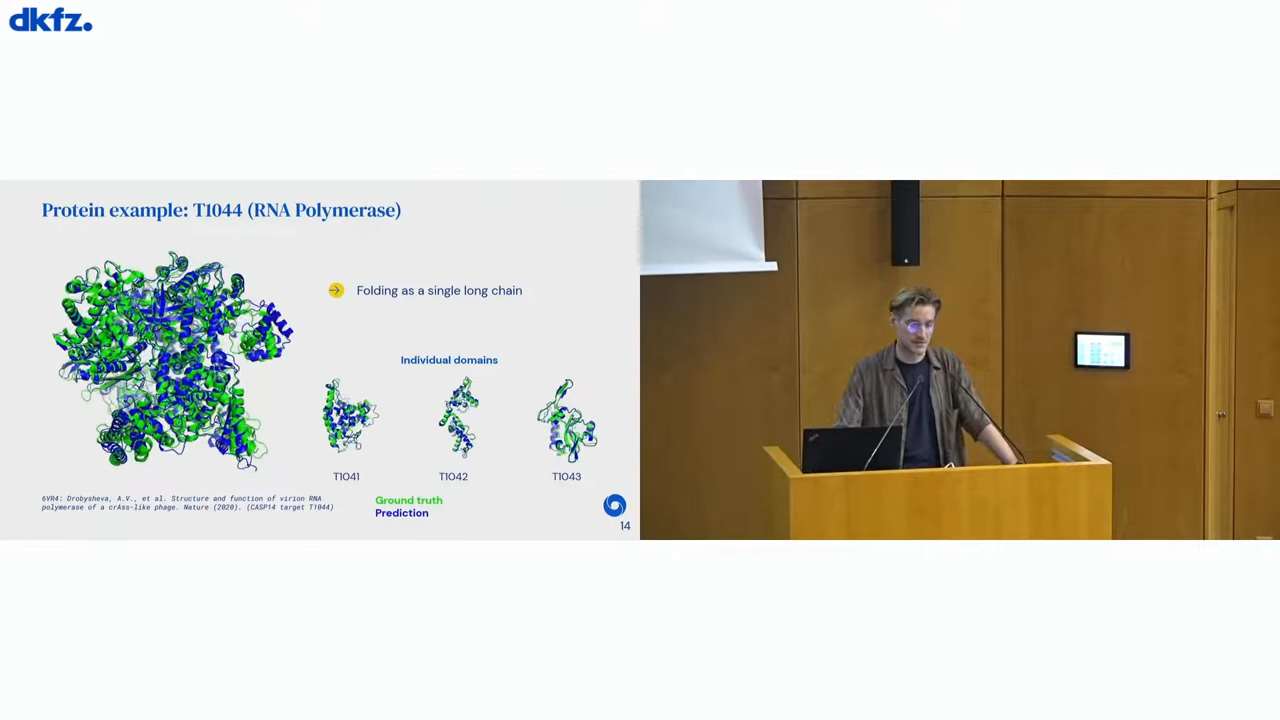 dkfz.
Protein example: T1044 (RNA Polymerase)
Folding as a single long chain
Individual domains
T1041
T1042
T1043
6VR4: Drobysheva, A.V., et al. Structure and function of virion RNA
polymerase of a crAss-like phage. Nature (2020). (CASP14 target T1044)
Ground truth
Prediction
14